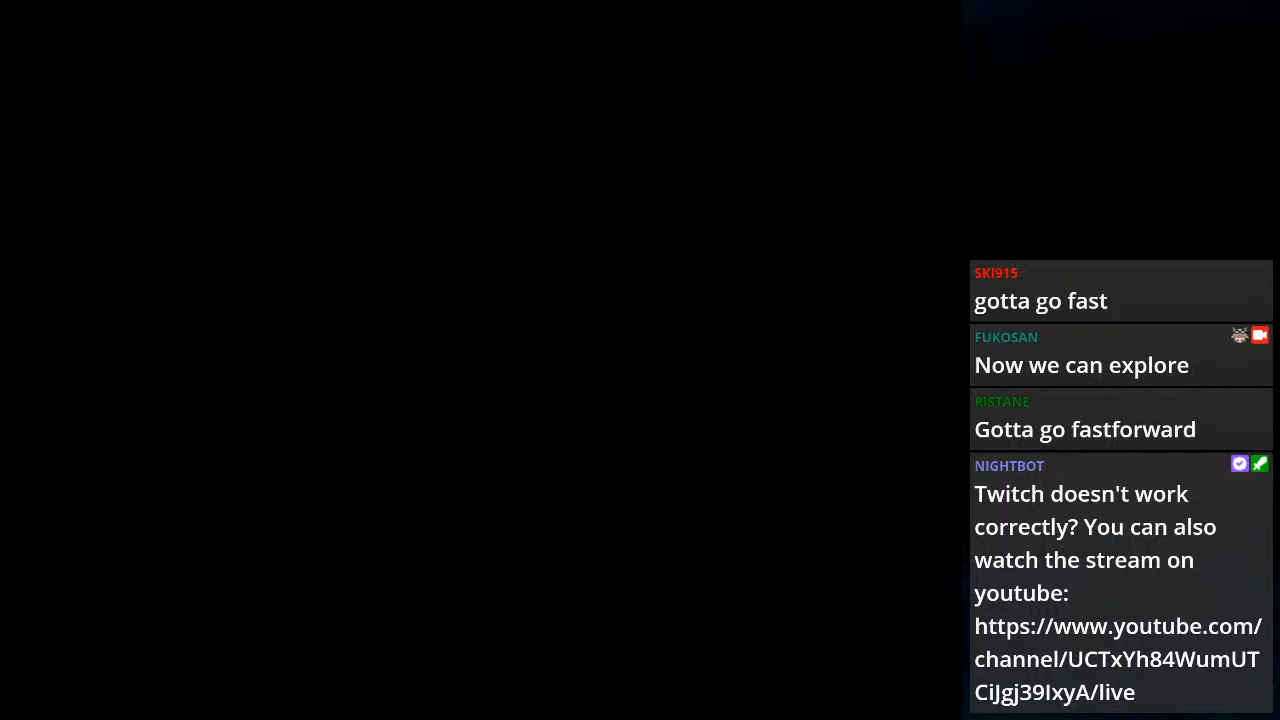 SKI915
gotta go fast
FUKOSAN
Now we can explore
RISTANE
Gotta go fastforward
NIGHTBOT
Twitch doesn't work
correctly? You can also
watch the stream on
youtube:
https://www.youtube.com/
channel/UCTxYh84WumUT
CiJgj39IxyA/live